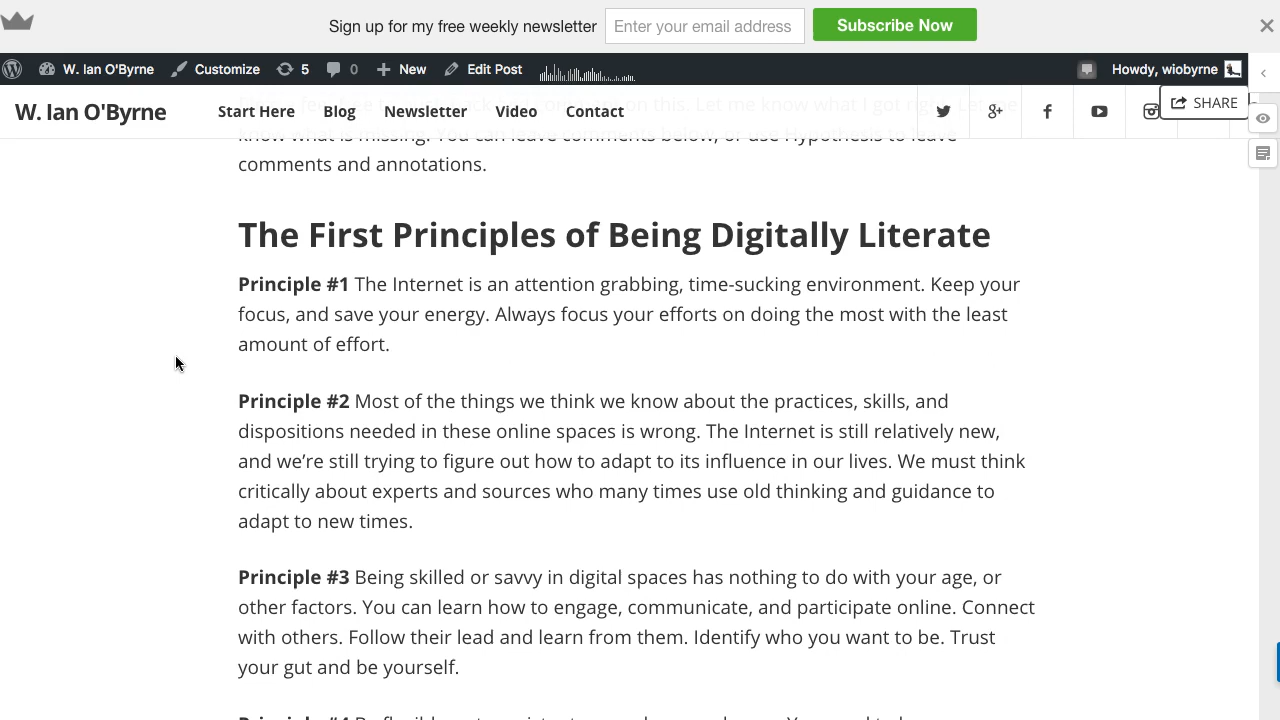 Sign up for my free weekly newsletter Enter your email address Subscribe Now
W. Ian O'Byrne Customize 5 0 New Edit Post Howdy, wiobyrne
W. Ian O'Byrne Start Here Blog Newsletter Video Contact SHARE
on this. Let me know what I got
know what is missing. You can leave comments below, or use Hypothesis to leave
comments and annotations.
The First Principles of Being Digitally Literate
Principle #1 The Internet is an attention grabbing, time-sucking environment. Keep your
focus, and save your energy. Always focus your efforts on doing the most with the least
amount of effort.
Principle #2 Most of the things we think we know about the practices, skills, and
dispositions needed in these online spaces is wrong. The Internet is still relatively new,
and we’re still trying to figure out how to adapt to its influence in our lives. We must think
critically about experts and sources who many times use old thinking and guidance to
adapt to new times.
Principle #3 Being skilled or savvy in digital spaces has nothing to do with your age, or
other factors. You can learn how to engage, communicate, and participate online. Connect
with others. Follow their lead and learn from them. Identify who you want to be. Trust
your gut and be yourself.